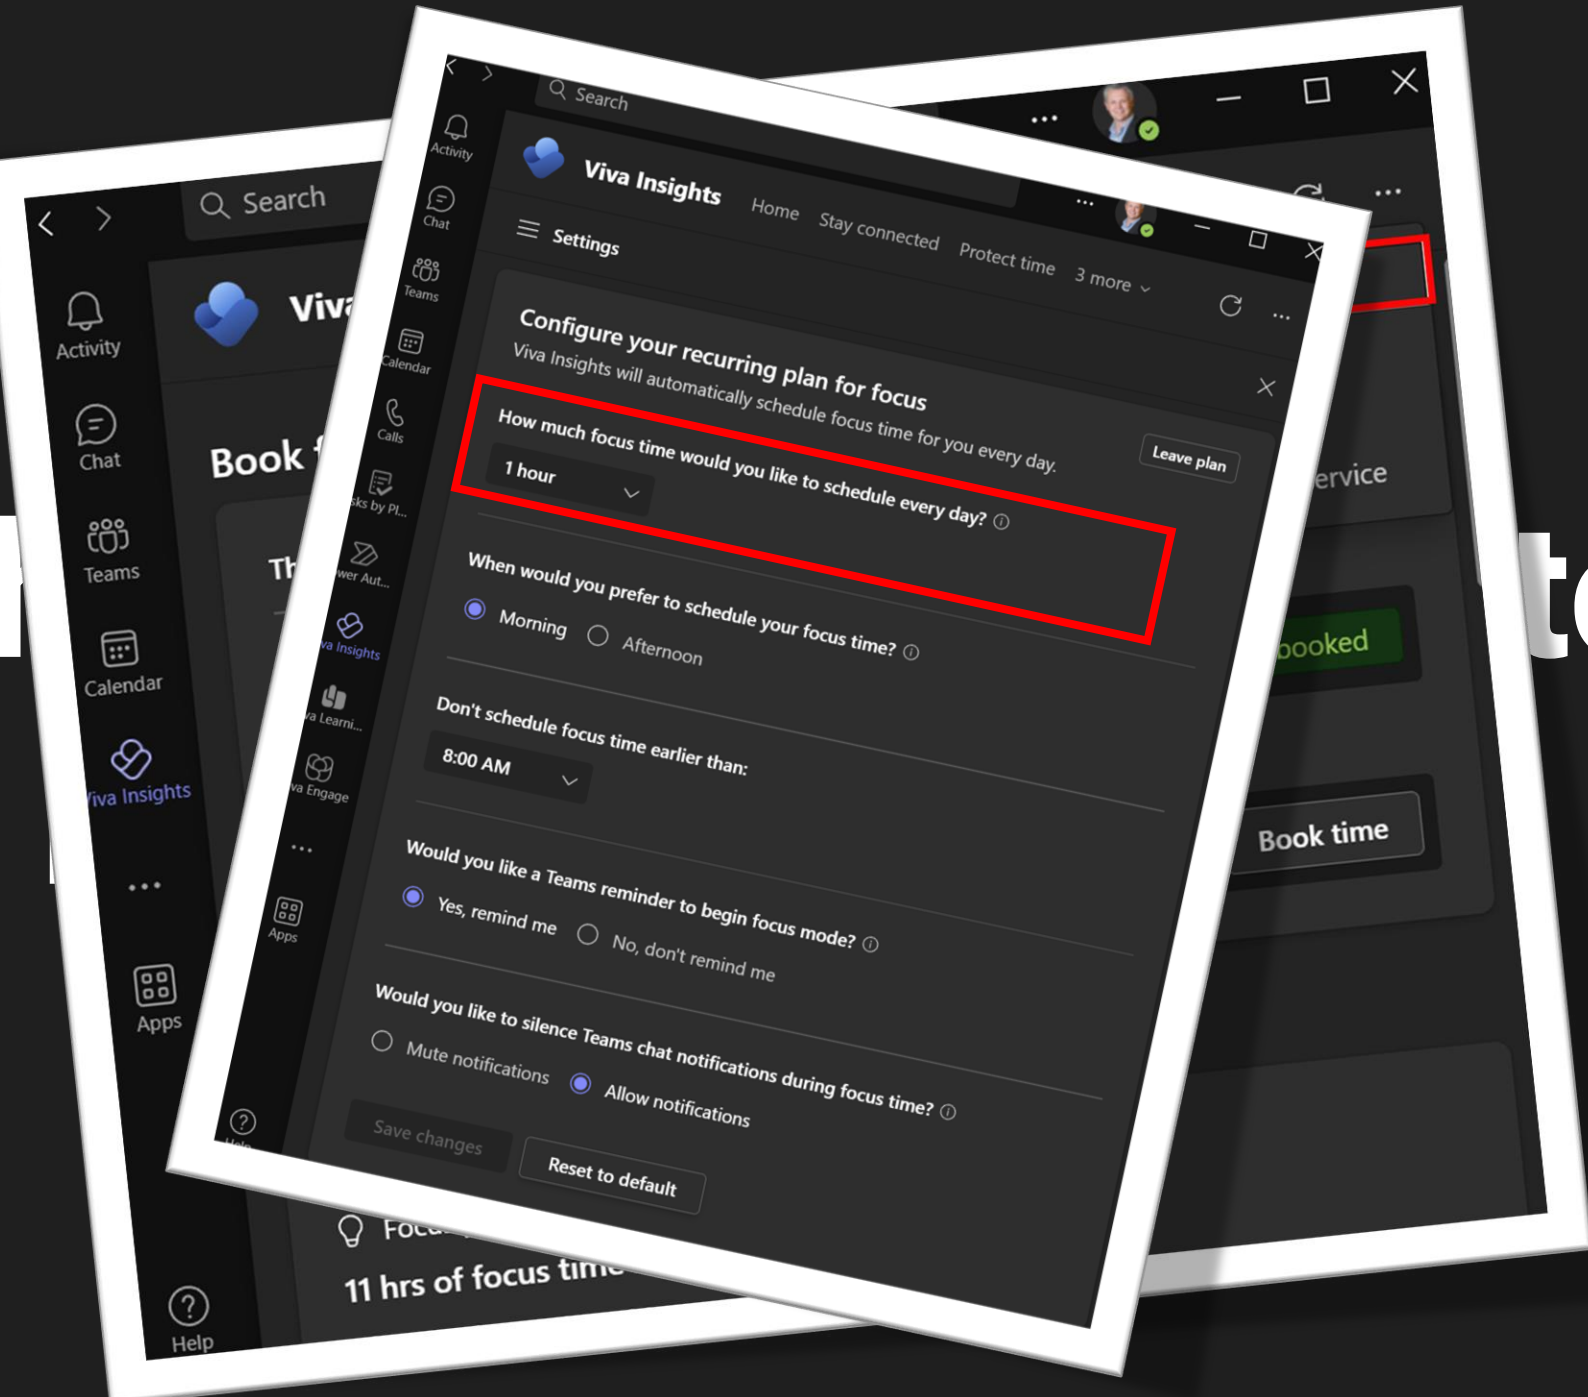 Search
Activity
Chat
Teams
Calendar
Viva Insights
Apps
Help
Book
11 hrs of focus time
Search
Activity
Chat
Teams
Calendar
Calls
Apps
Viva Insights
Home
Stay connected
Protect time
3 more
Settings
Configure your recurring plan for focus
Viva Insights will automatically schedule focus time for you every day.
Leave plan
How much focus time would you like to schedule every day?
1 hour
When would you prefer to schedule your focus time?
Morning
Afternoon
Don't schedule focus time earlier than:
8:00 AM
Would you like a Teams reminder to begin focus mode?
Yes, remind me
No, don't remind me
Would you like to silence Teams chat notifications during focus time?
Mute notifications
Allow notifications
Save changes
Reset to default
booked
Book time